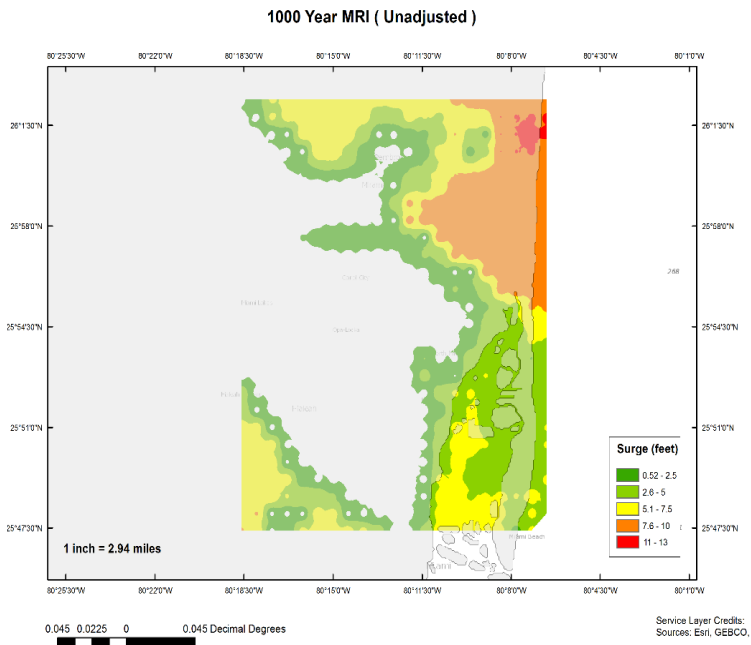 1000 Year MRI ( Unadjusted )
80°25'30"W 80°22'0"W 80°18'30"W 80°15'0"W 80°11'30"W 80°8'0"W 80°4'30"W 80°1'0"W
26°1'30"N 26°1'30"N
25°58'0"N 25°58'0"N
268
25°54'30"N 25°54'30"N
25°51'0"N 25°51'0"N
Surge (feet)
0.52 - 2.5
2.6 - 5
5.1 - 7.5
7.6 - 10
11 - 13
25°47'30"N 25°47'30"N
1 inch = 2.94 miles
80°25'30"W 80°22'0"W 80°18'30"W 80°15'0"W 80°11'30"W 80°8'0"W 80°4'30"W 80°1'0"W
0.045 0.0225 0 0.045 Decimal Degrees
Service Layer Credits:
Sources: Esri, GEBCO,